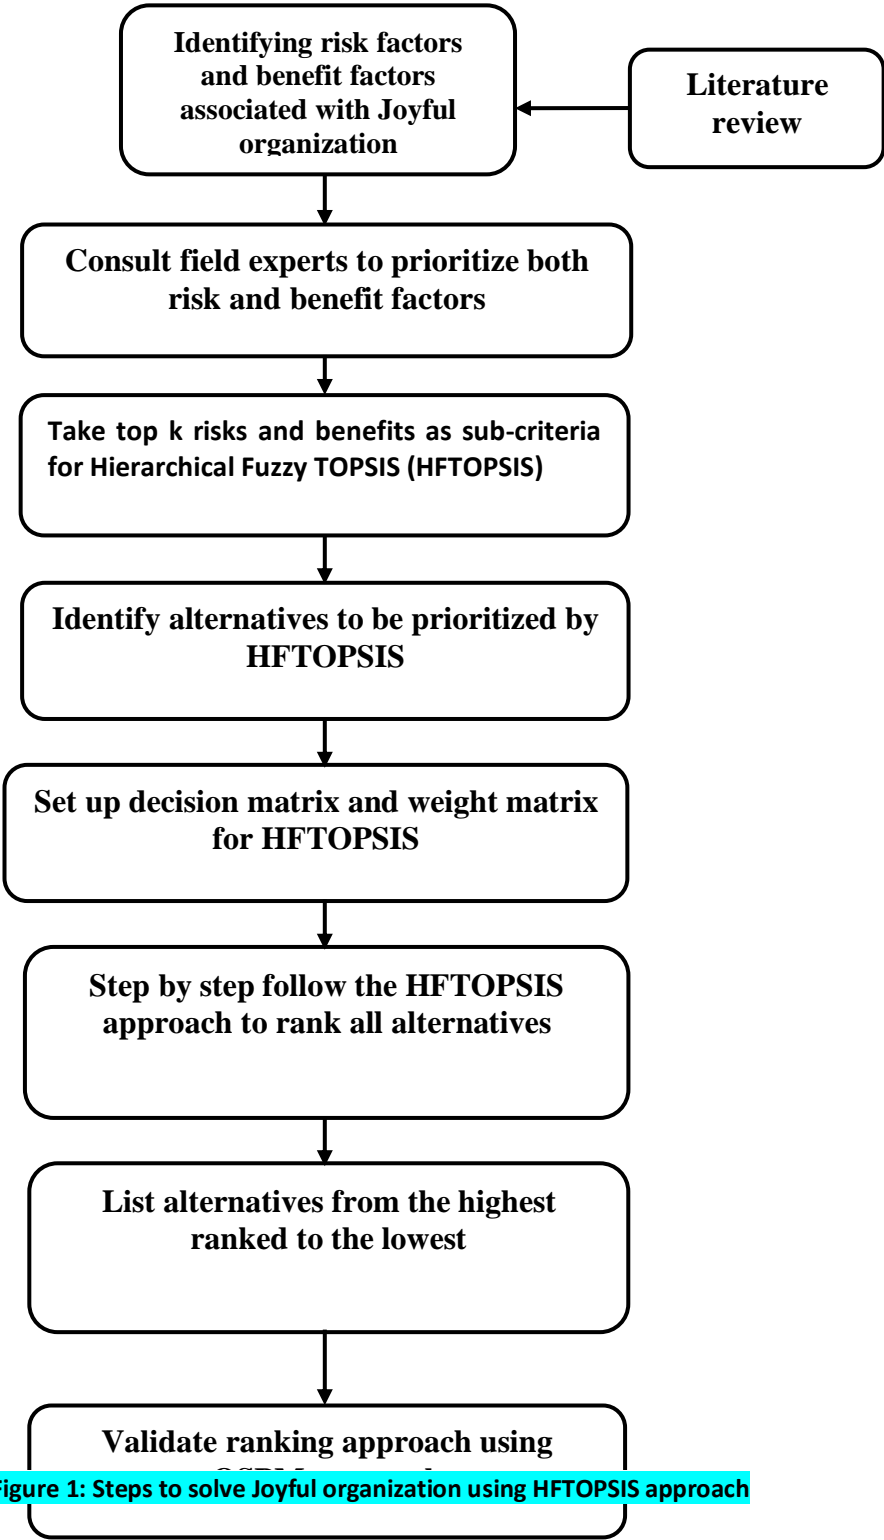 Identifying risk factors
and benefit factors
associated with Joyful
organization
Literature
review
Consult field experts to prioritize both
risk and benefit factors
Take top k risks and benefits as sub-criteria
for Hierarchical Fuzzy TOPSIS (HFTOPSIS)
Identify alternatives to be prioritized by
HFTOPSIS
Set up decision matrix and weight matrix
for HFTOPSIS
Step by step follow the HFTOPSIS
approach to rank all alternatives
List alternatives from the highest
ranked to the lowest
Validate ranking approach using
Figure 1: Steps to solve Joyful organization using HFTOPSIS approach